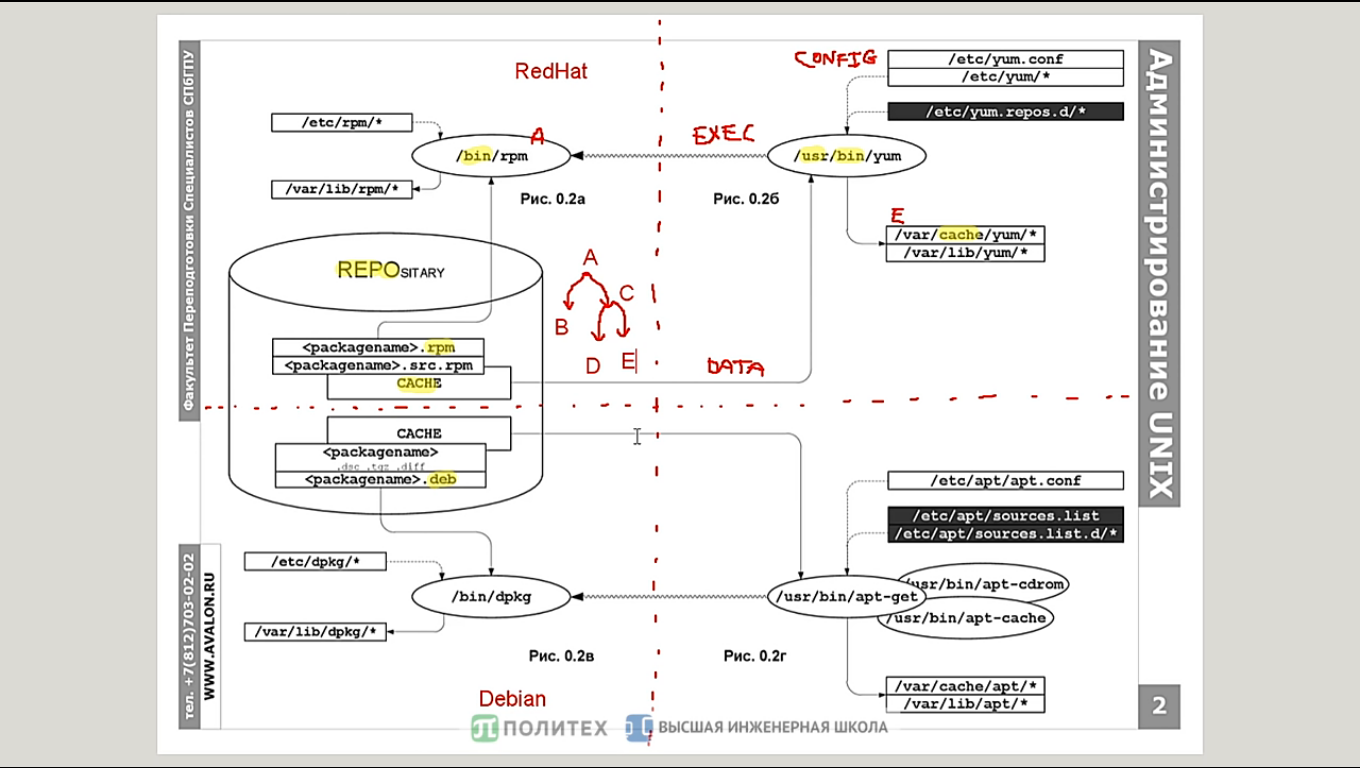 Факультет Переподготовки Специалистов СПбГПУ
тел. +7(812)703-02-02
WWW.AVALON.RU
RedHat
/etc/rpm/*
A
/bin/rpm
/var/lib/rpm/*
Рис. 0.2а
EXEC
CONFIG
/etc/yum.conf
/etc/yum/*
/etc/yum.repos.d/*
/usr/bin/yum
Рис. 0.2б
E
/var/cache/yum/*
/var/lib/yum/*
REPOSITARY
<packagename>.rpm
<packagename>.src.rpm
CACHE
A
C
B
D
E
DATA
CACHE
<packagename>
.dsc .tgz .diff
<packagename>.deb
/etc/dpkg/*
/bin/dpkg
/var/lib/dpkg/*
Рис. 0.2в
/etc/apt/apt.conf
/etc/apt/sources.list
/etc/apt/sources.list.d/*
/usr/bin/apt-get
/usr/bin/apt-cdrom
/usr/bin/apt-cache
Рис. 0.2г
/var/cache/apt/*
/var/lib/apt/*
Debian
ПОЛИТЕХ
ВЫСШАЯ ИНЖЕНЕРНАЯ ШКОЛА
Администрирование UNIX
2